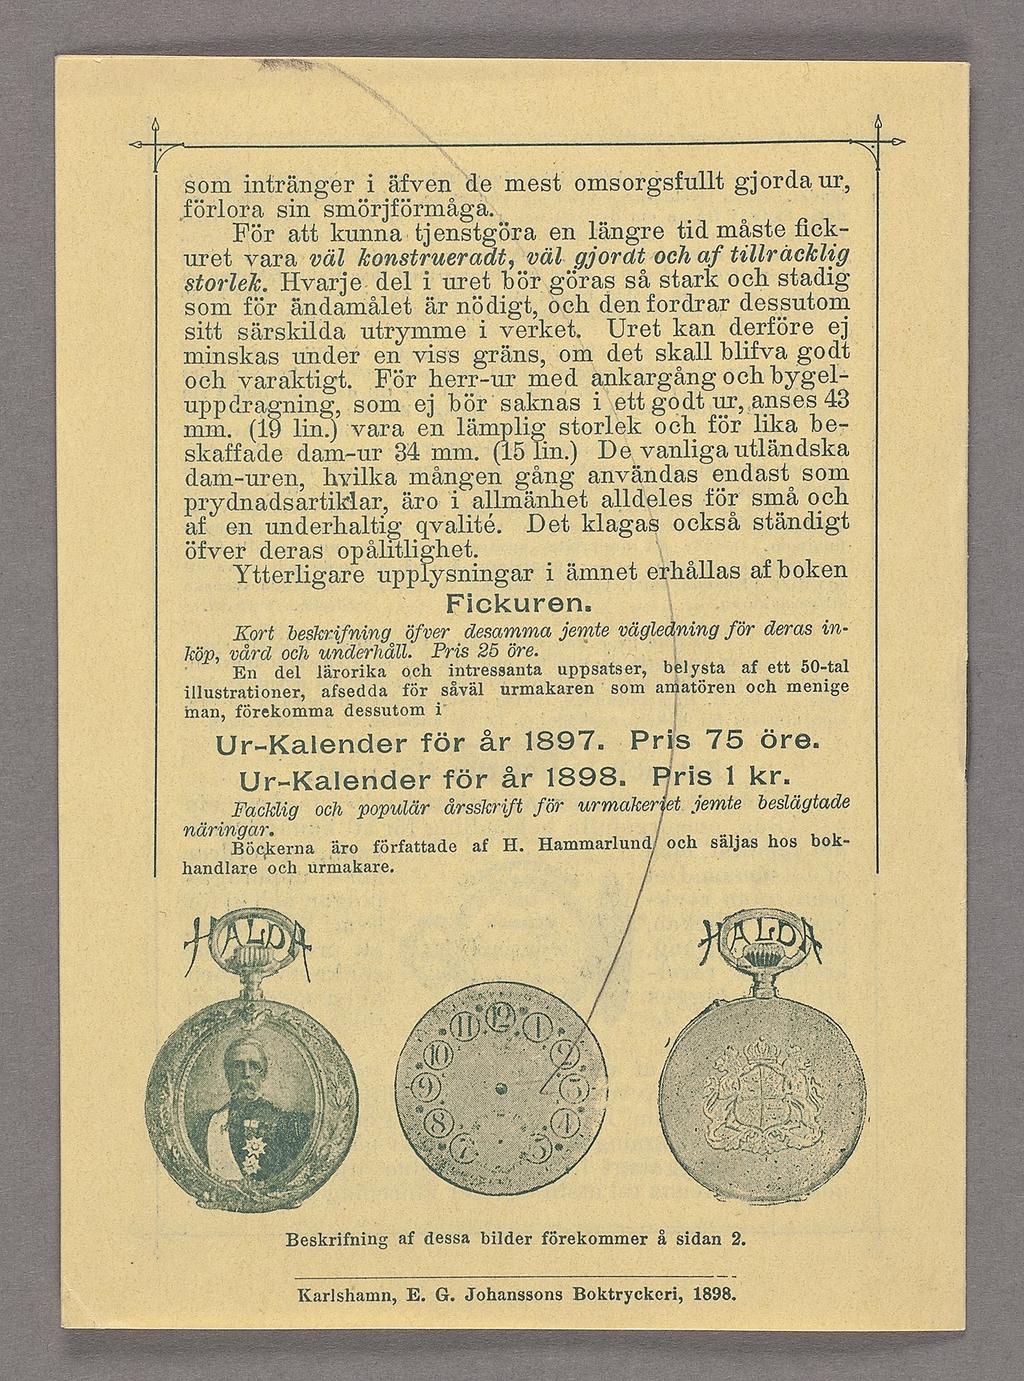 som intränger i äfven de mest omsorgsfullt gjorda ur,
förlora sin smörjförmåga.
För att kunna tjenstgöra en längre tid måste fick-
uret vara väl konstrueradt, väl gjordt och af tillräcklig
storlek. Hvarje del i uret bör göras så stark och stadig
som för ändamålet är nödigt, och den fordrar dessutom
sitt särskilda utrymme i verket. Uret kan derföre ej
minskas under en viss gräns, om det skall blifva godt
och varaktigt. För herr-ur med ankargång och bygel-
uppdragning, som ej bör saknas i ett godt ur, anses 43
mm. (19 lin.) vara en lämplig storlek och för lika be-
skaffade dam-ur 34 mm. (15 lin.) De vanliga utländska
dam-uren, hvilka mången gång användas endast som
prydnadsartiklar, äro i allmänhet alldeles för små och
af en underhaltig qvalité. Det klagas också ständigt
öfver deras opålitlighet.
Ytterligare upplysningar i ämnet erhållas af boken
Fickuren.
Kort beskrifning öfver desamma jemte vägledning för deras in-
köp, vård och underhåll. Pris 25 öre.
En del lärorika och intressanta uppsatser, belysta af ett 50-tal
illustrationer, afsedda för såväl urmakaren som amatören och menige
man, förekomma dessutom i
Ur-Kalender för år 1897. Pris 75 öre.
Ur-Kalender för år 1898. Pris 1 kr.
Facklig och populär årsskrift för urmakeriet jemte beslägtade
näringar.
Böckerna äro författade af H. Hammarlund och säljas hos bok-
handlare och urmakare.
HALDA
HALDA
12
1
2
3
4
5
7
8
9
10
11
Beskrifning af dessa bilder förekommer å sidan 2.
Karlshamn, E. G. Johanssons Boktryckeri, 1898.